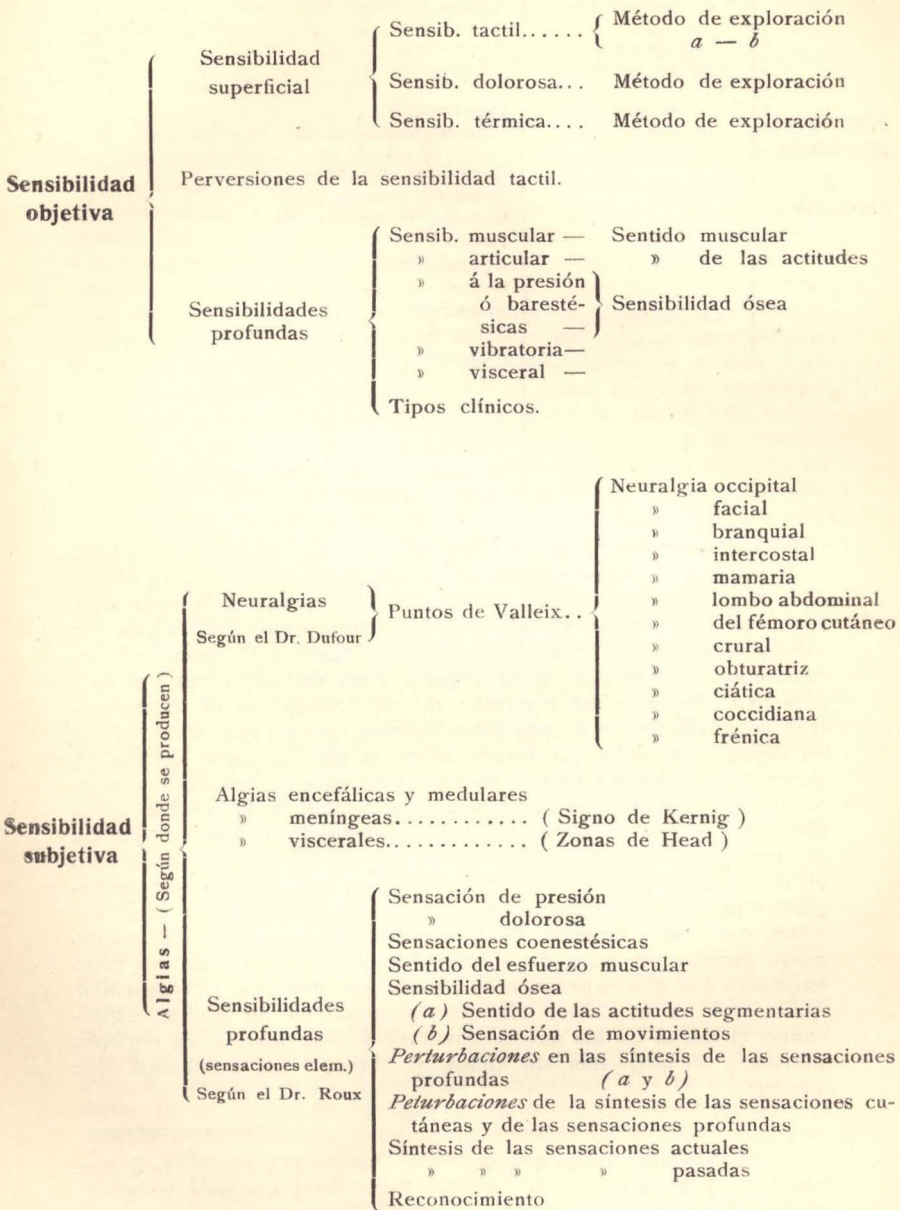 Sensibilidad objetiva
Sensibilidad superficial
Sensib. tactil...... Método de exploración
a — b
Sensib. dolorosa... Método de exploración
Sensib. térmica.... Método de exploración
Perversiones de la sensibilidad tactil.
Sensibilidades profundas
Sensib. muscular — Sentido muscular
» articular — » de las actitudes
» á la presión
ó baresté-
sicas — Sensibilidad ósea
» vibratoria—
» visceral —
Tipos clínicos.
Sensibilidad subjetiva
Algias — (Según donde se producen)
Neuralgias
Según el Dr. Dufour
Puntos de Valleix..
Neuralgia occipital
» facial
» branquial
» intercostal
» mamaria
» lombo abdominal
» del fémoro cutáneo
» crural
» obturatriz
» ciática
» coccidiana
» frénica
Algias encefálicas y medulares
» meníngeas............ ( Signo de Kernig )
» viscerales............. ( Zonas de Head )
Sensibilidades
profundas
(sensaciones elem.)
Según el Dr. Roux
Sensación de presión
» dolorosa
Sensaciones coenestésicas
Sentido del esfuerzo muscular
Sensibilidad ósea
(a) Sentido de las actitudes segmentarias
(b) Sensación de movimientos
Perturbaciones en las síntesis de las sensaciones
profundas (a y b)
Peturbaciones de la síntesis de las sensaciones cu-
táneas y de las sensaciones profundas
Síntesis de las sensaciones actuales
» » » » pasadas
Reconocimiento